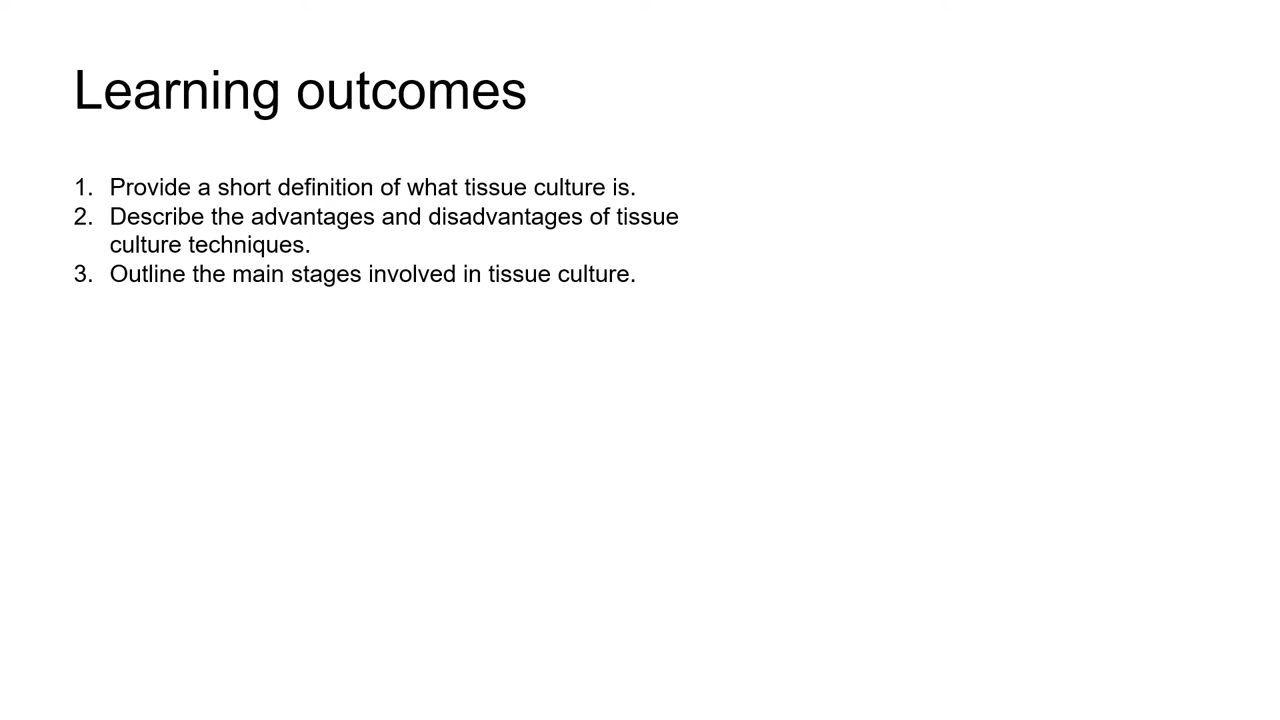 Learning outcomes
1. Provide a short definition of what tissue culture is.
2. Describe the advantages and disadvantages of tissue
culture techniques.
3. Outline the main stages involved in tissue culture.